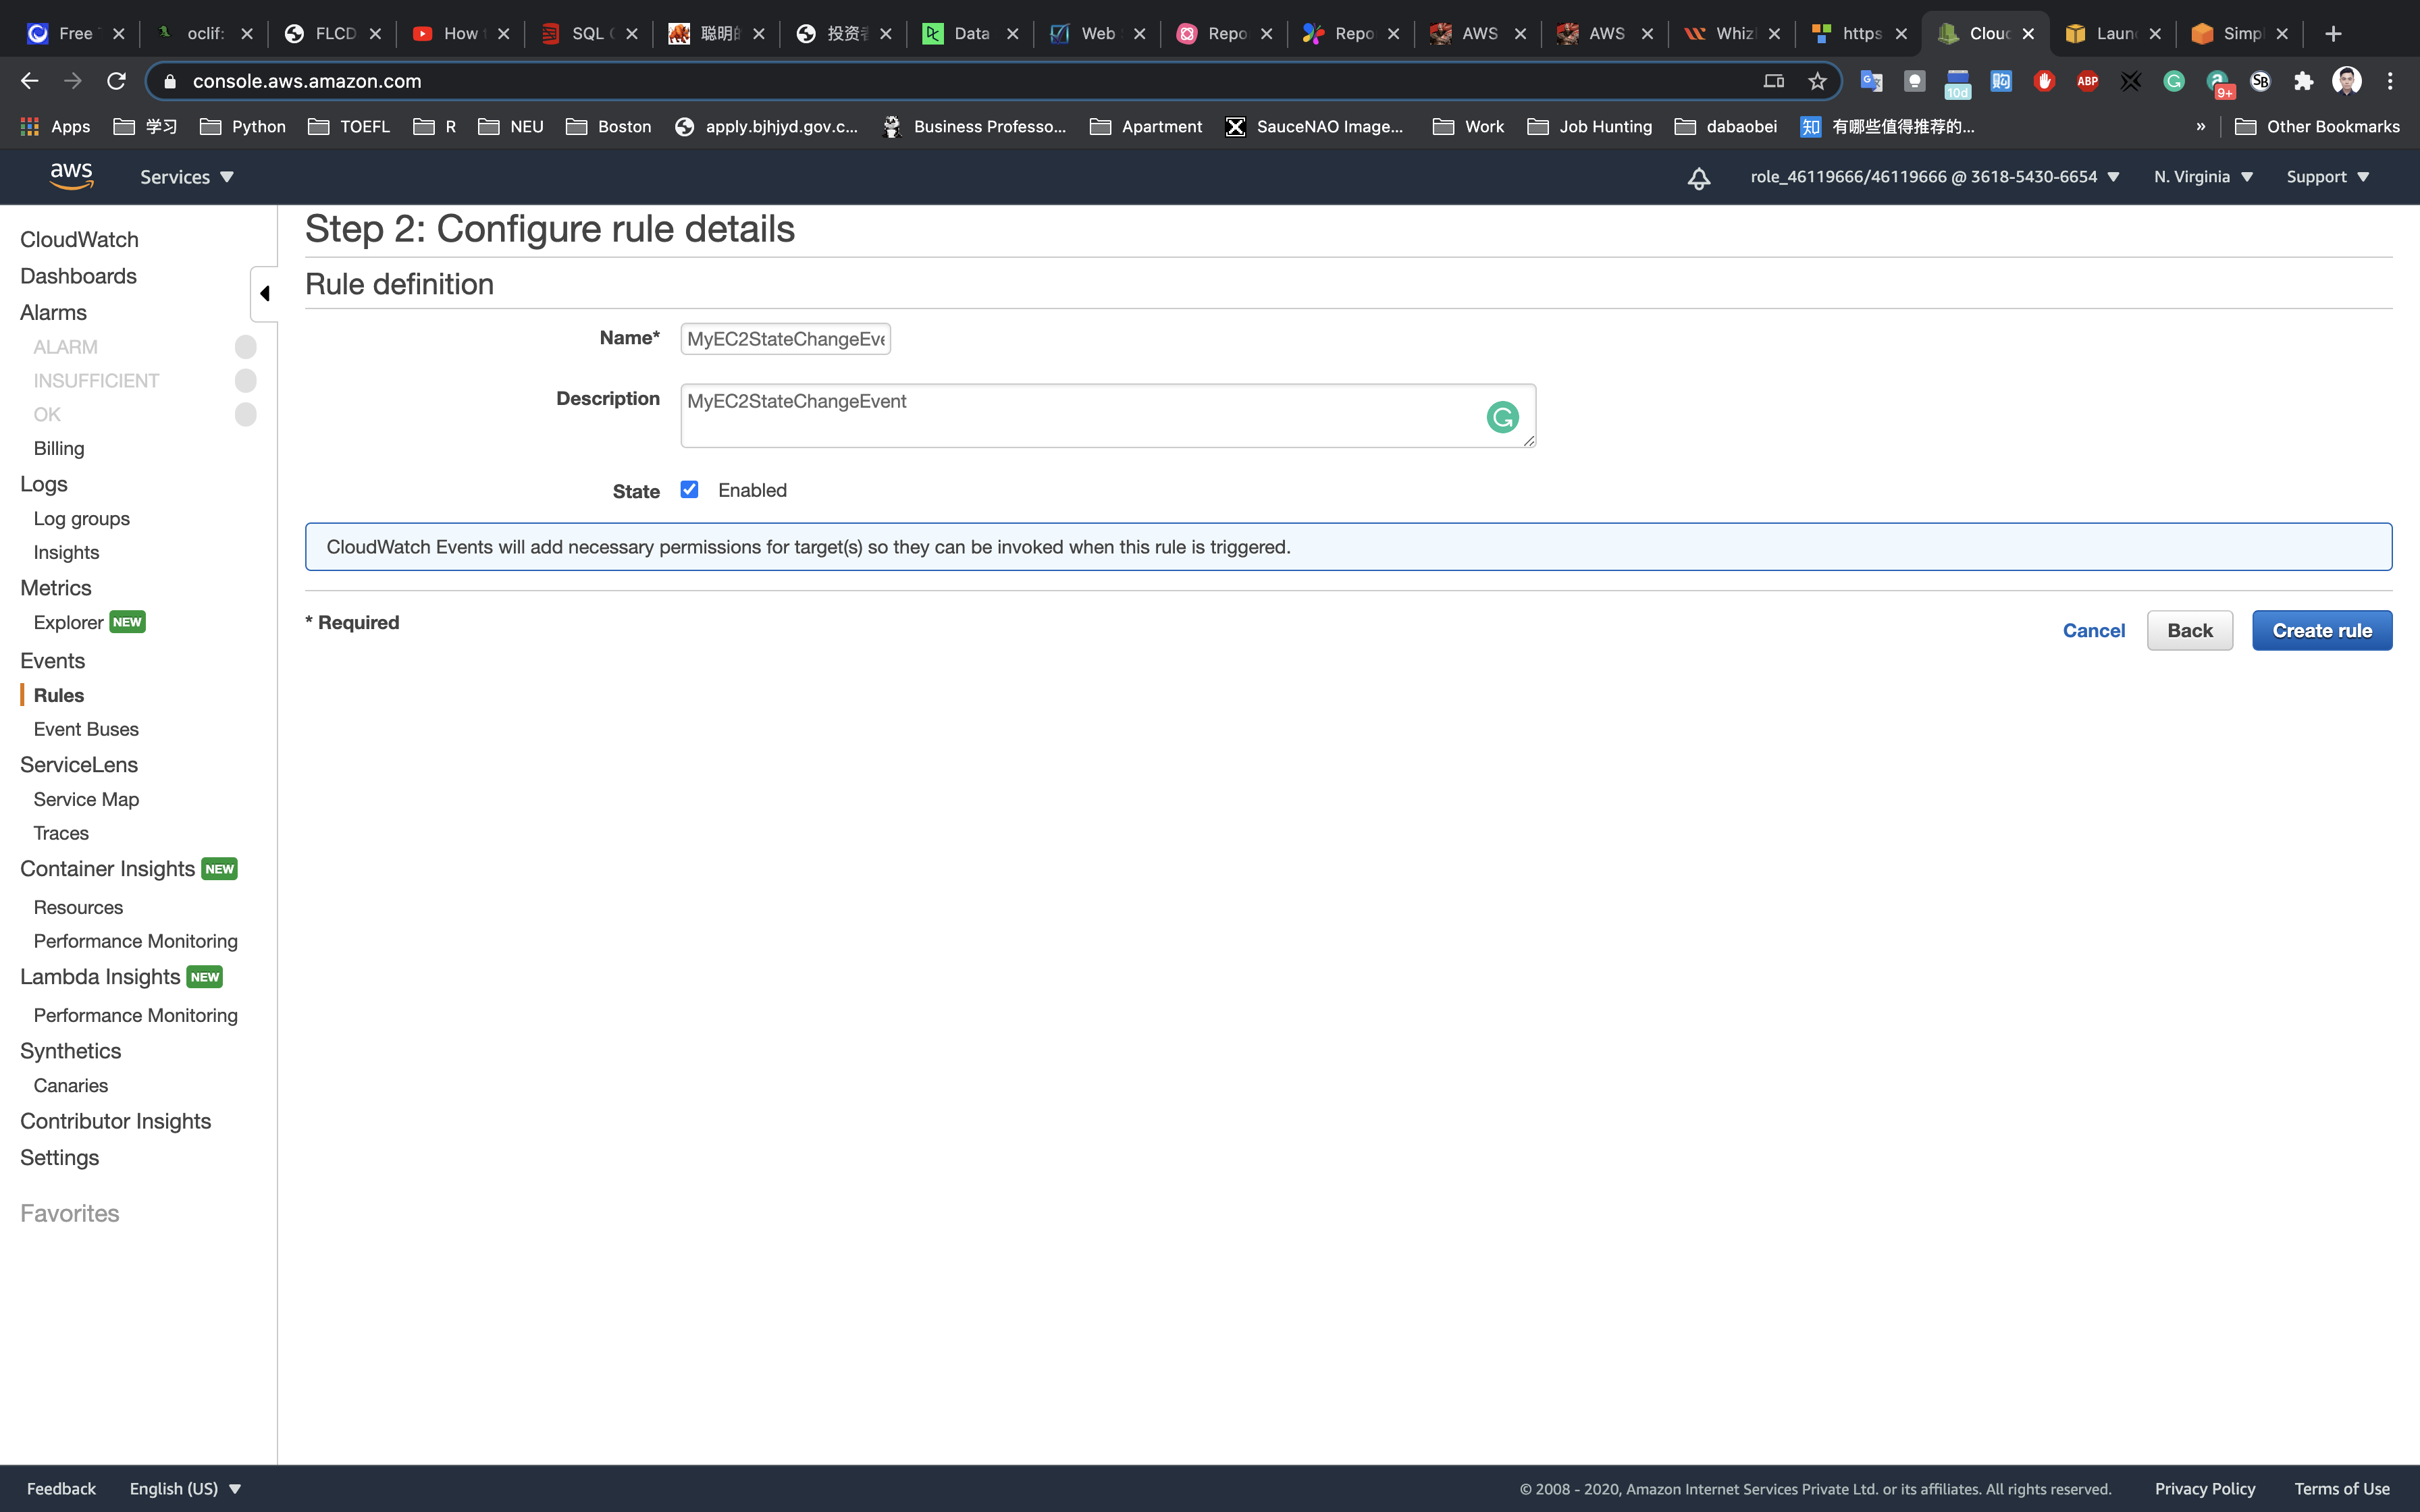 Free
oclif:
FLCD
How
SQL
聪明
投资
Data
Web
Repo
Repo
AWS
AWS
Whiz
https
Cloud
Laun
Simpl
console.aws.amazon.com
10d
ABP
9+
SB
Apps
学习
Python
TOEFL
R
NEU
Boston
apply.bjhjyd.gov.c...
Business Professo...
Apartment
SauceNAO Image...
Work
Job Hunting
dabaobei
知 有哪些值得推荐的...
»
Other Bookmarks
aws
Services
role_46119666/46119666 @ 3618-5430-6654
N. Virginia
Support
CloudWatch
Dashboards
Alarms
ALARM
INSUFFICIENT
OK
Billing
Logs
Log groups
Insights
Metrics
Explorer NEW
Events
Rules
Event Buses
ServiceLens
Service Map
Traces
Container Insights NEW
Resources
Performance Monitoring
Lambda Insights NEW
Performance Monitoring
Synthetics
Canaries
Contributor Insights
Settings
Favorites
Step 2: Configure rule details
Rule definition
Name* MyEC2StateChangeEve
Description MyEC2StateChangeEvent
State Enabled
CloudWatch Events will add necessary permissions for target(s) so they can be invoked when this rule is triggered.
* Required
Cancel
Back
Create rule
Feedback
English (US)
© 2008 - 2020, Amazon Internet Services Private Ltd. or its affiliates. All rights reserved.
Privacy Policy
Terms of Use